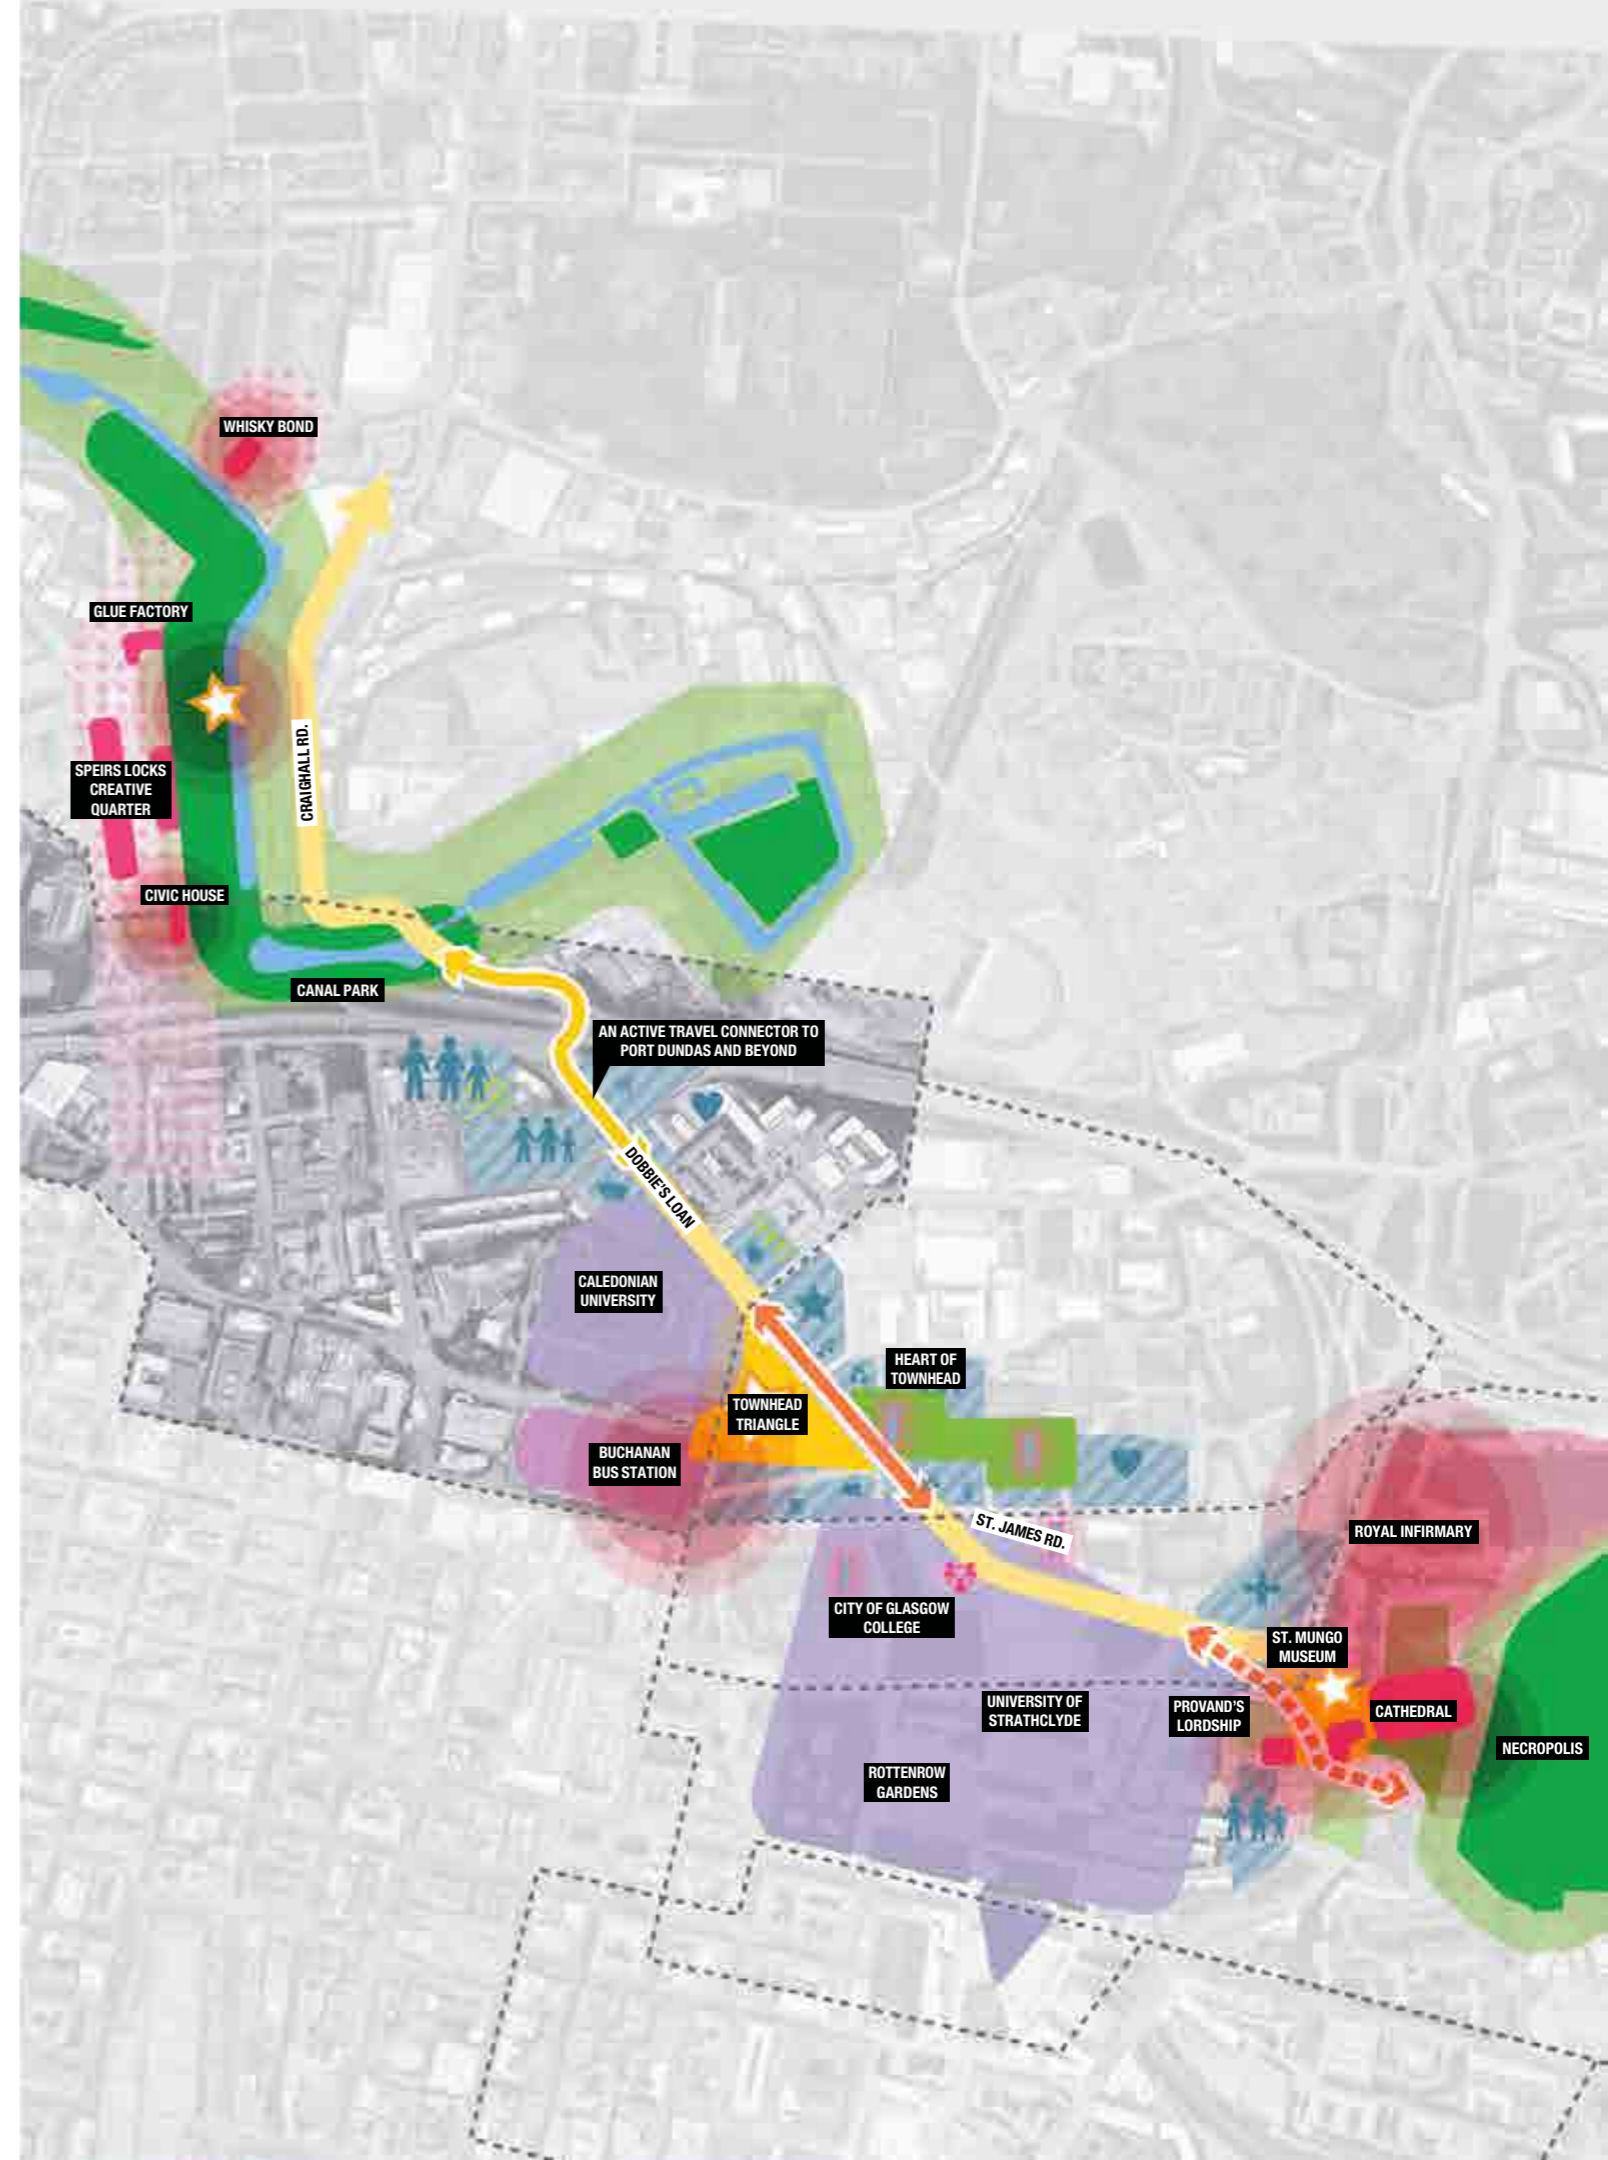 WHISKY BOND
GLUE FACTORY
CRAIGHALL RD.
SPEIRS LOCKS
CREATIVE
QUARTER
CIVIC HOUSE
CANAL PARK
AN ACTIVE TRAVEL CONNECTOR TO
PORT DUNDAS AND BEYOND
DOBBIE'S LOAN
CALEDONIAN
UNIVERSITY
HEART OF
TOWNHEAD
TOWNHEAD
TRIANGLE
BUCHANAN
BUS STATION
ST. JAMES RD.
ROYAL INFIRMARY
CITY OF GLASGOW
COLLEGE
ST. MUNGO
MUSEUM
UNIVERSITY OF
STRATHCLYDE
PROVAND'S
LORDSHIP
CATHEDRAL
NECROPOLIS
ROTTENROW
GARDENS